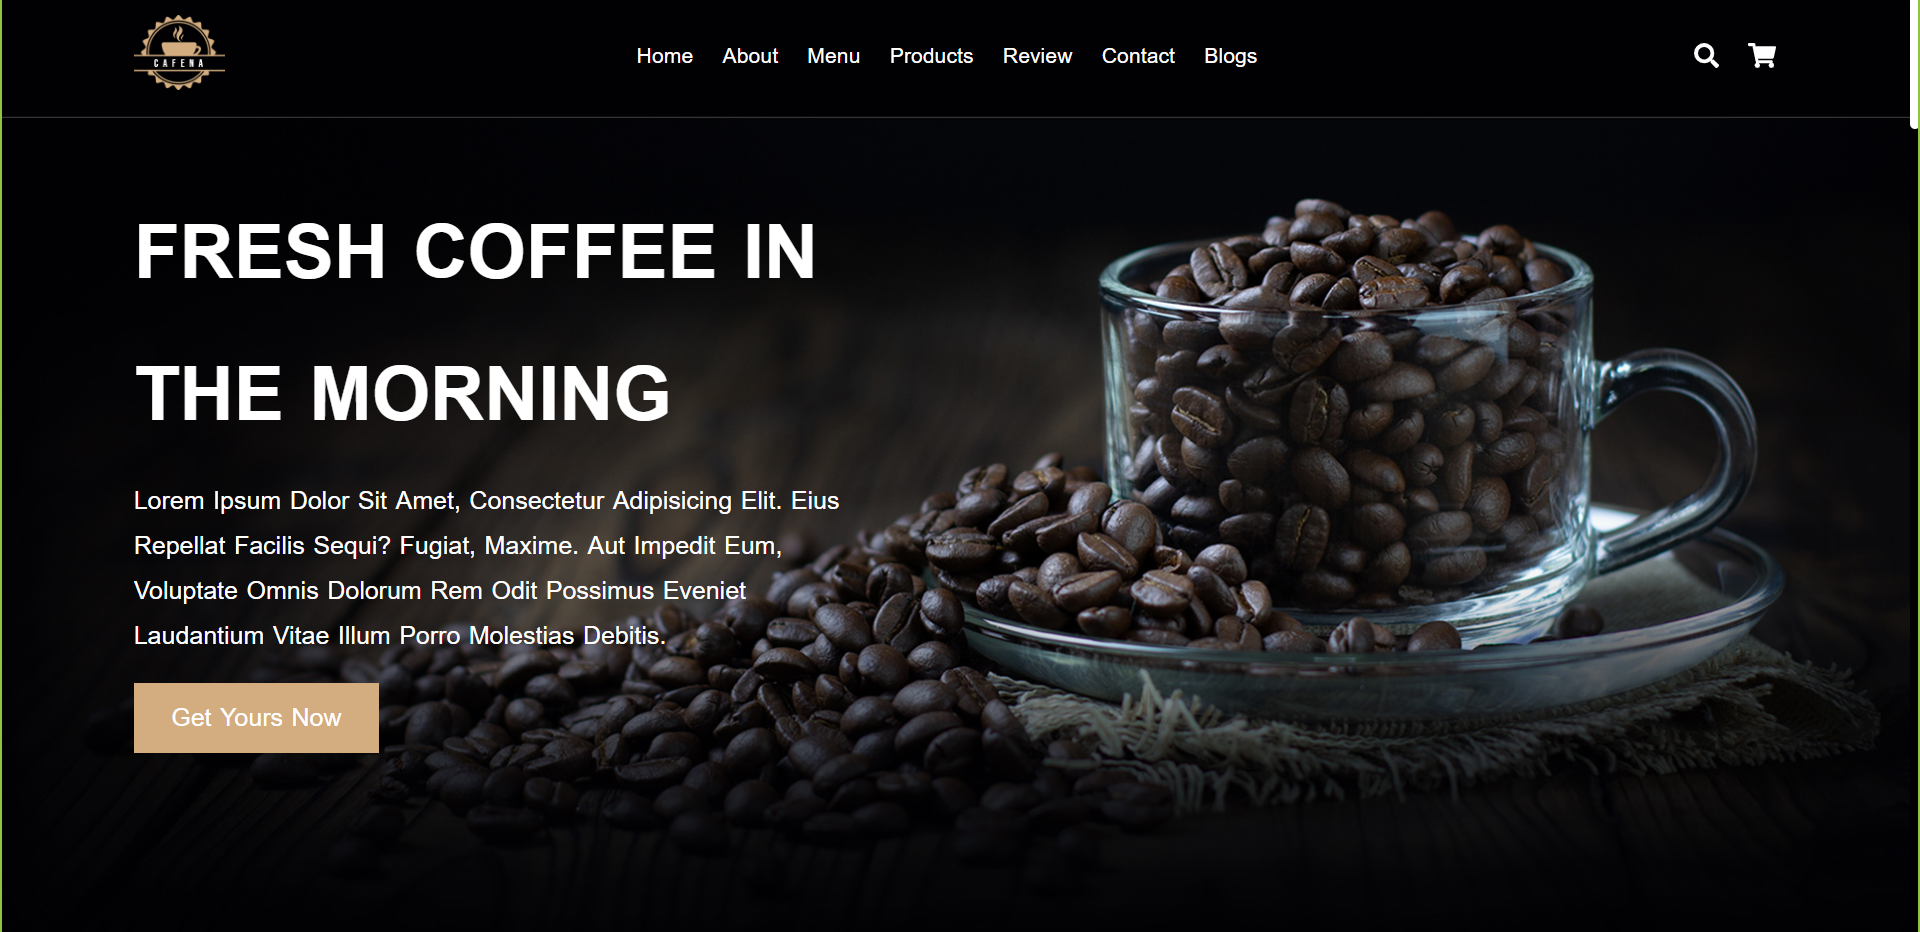 CAFENA
Home About Menu Products Review Contact Blogs
FRESH COFFEE IN
THE MORNING
Lorem Ipsum Dolor Sit Amet, Consectetur Adipisicing Elit. Eius
Repellat Facilis Sequi? Fugiat, Maxime. Aut Impedit Eum,
Voluptate Omnis Dolorum Rem Odit Possimus Eveniet
Laudantium Vitae Illum Porro Molestias Debitis.
Get Yours Now